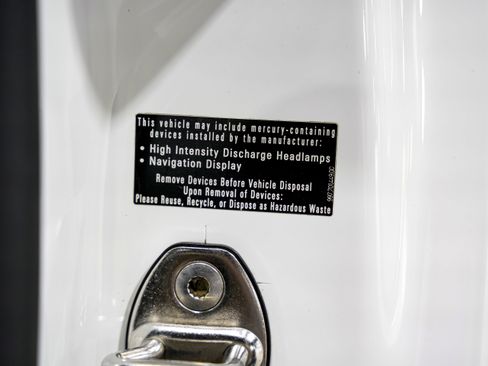 This vehicle may include mercury-containing
devices installed by the manufacturer:
• High Intensity Discharge Headlamps
• Navigation Display
Remove Devices Before Vehicle Disposal
Upon Removal of Devices:
Please Reuse, Recycle, or Dispose as Hazardous Waste